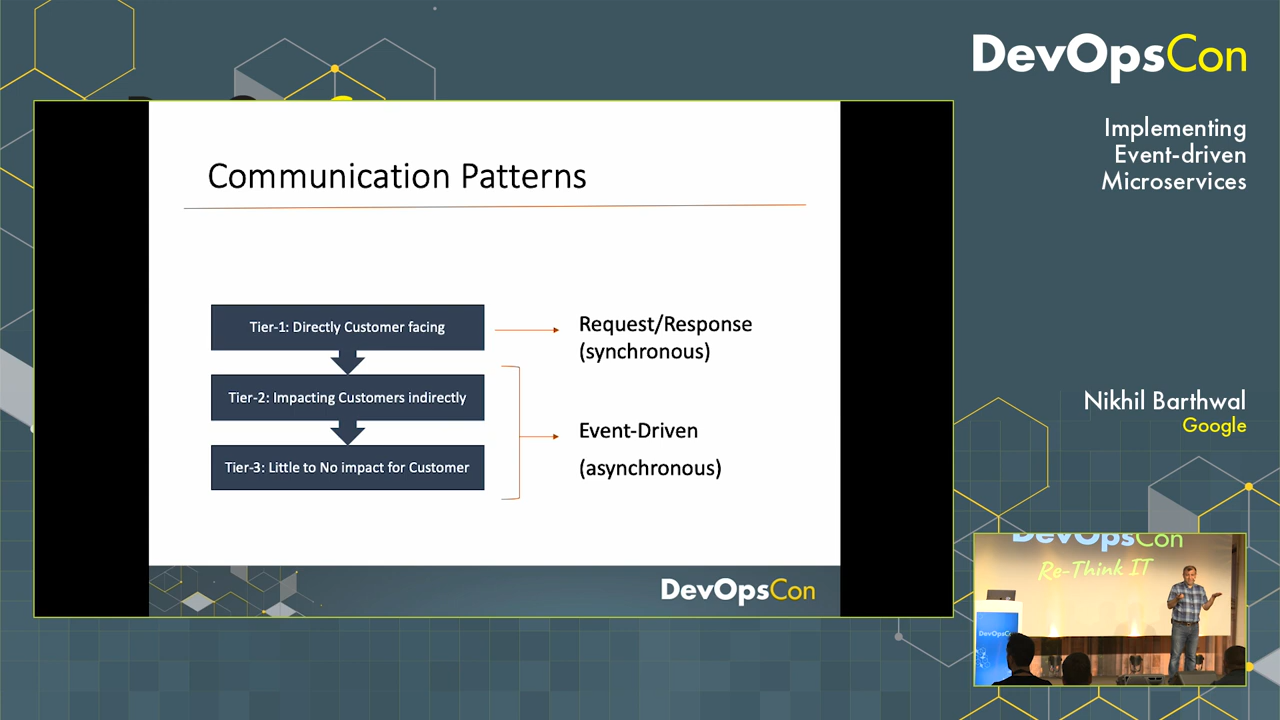 DevOpsCon
Implementing
Event-driven
Microservices
Communication Patterns
Tier-1: Directly Customer facing
Request/Response
(synchronous)
Tier-2: Impacting Customers indirectly
Event-Driven
Tier-3: Little to No impact for Customer
(asynchronous)
DevOpsCon
Nikhil Barthwal
Google
DevOpsCon
Re-Think IT